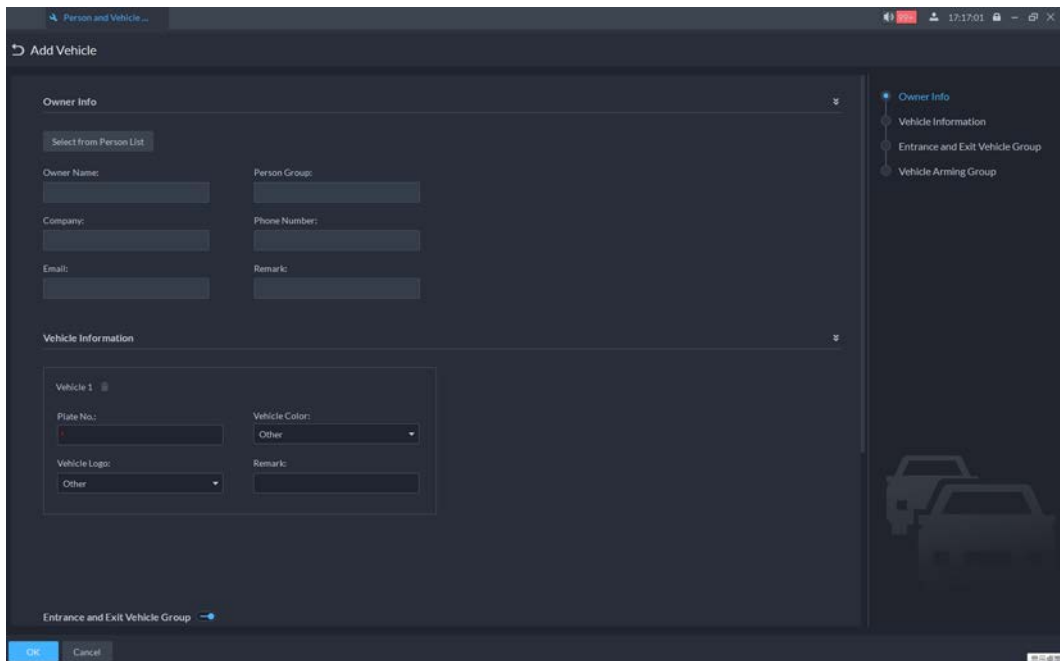 Person and Vehicle ...
99+
17:17:01
Add Vehicle
Owner Info
Select from Person List
Owner Name:
Person Group:
Company:
Phone Number:
Email:
Remark:
Vehicle Information
Vehicle 1
Plate No.:
*
Vehicle Color:
Other
Vehicle Logo:
Other
Remark:
Entrance and Exit Vehicle Group
OK
Cancel
Owner Info
Vehicle Information
Entrance and Exit Vehicle Group
Vehicle Arming Group